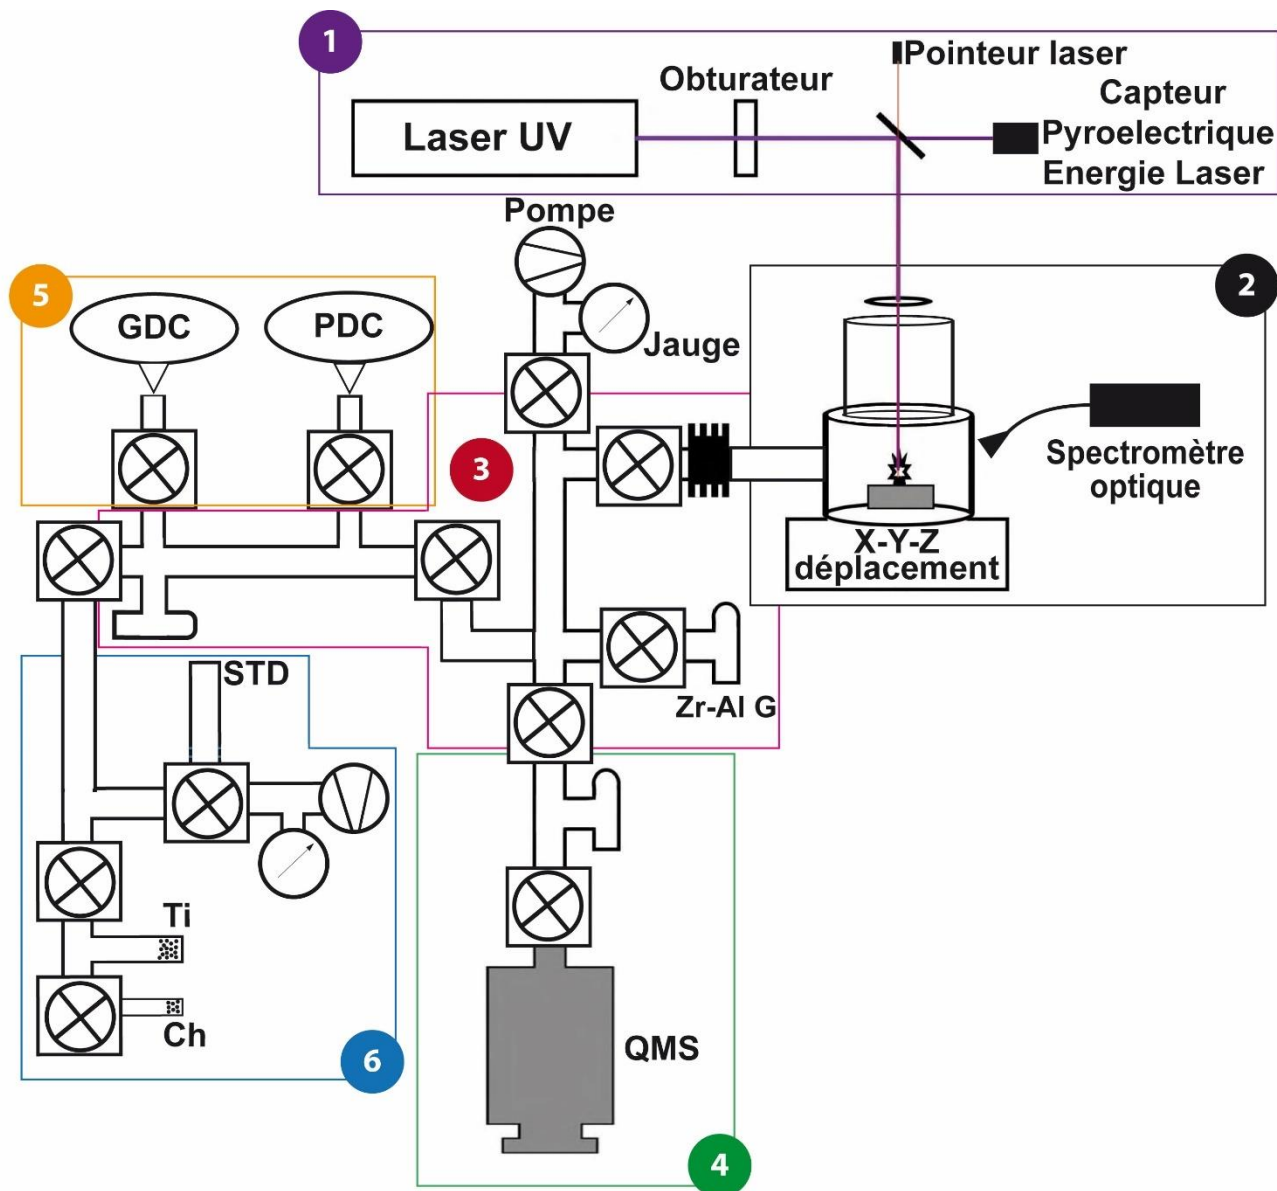 1
Pointeur laser
Obturateur
Capteur
Pyroelectrique
Energie Laser
Laser UV
Pompe
2
5
GDC
PDC
Jauge
3
Spectromètre
optique
X-Y-Z
déplacement
STD
Zr-Al G
Ti
Ch
6
QMS
4